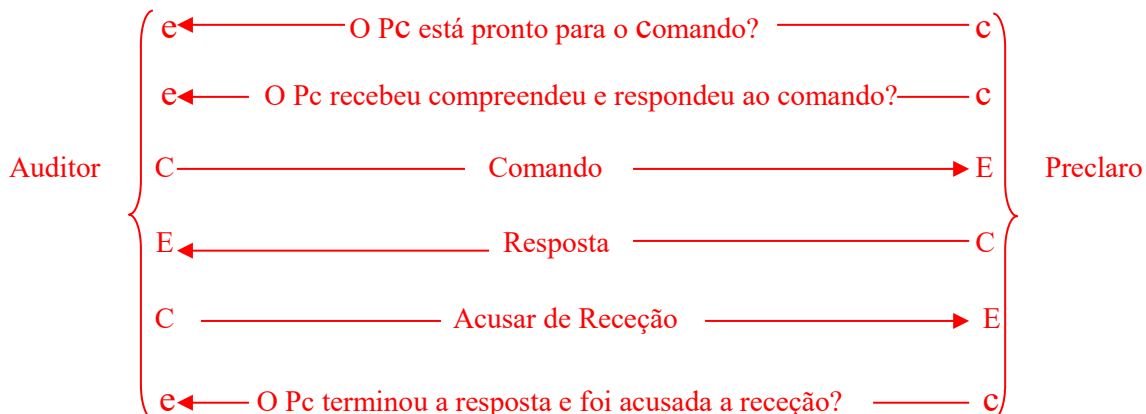 e O Pc está pronto para o comando? c
e O Pc recebeu compreendeu e respondeu ao comando? c
Auditor C Comando E Preclaro
E Resposta C
C Acusar de Receção E
e O Pc terminou a resposta e foi acusada a receção? c